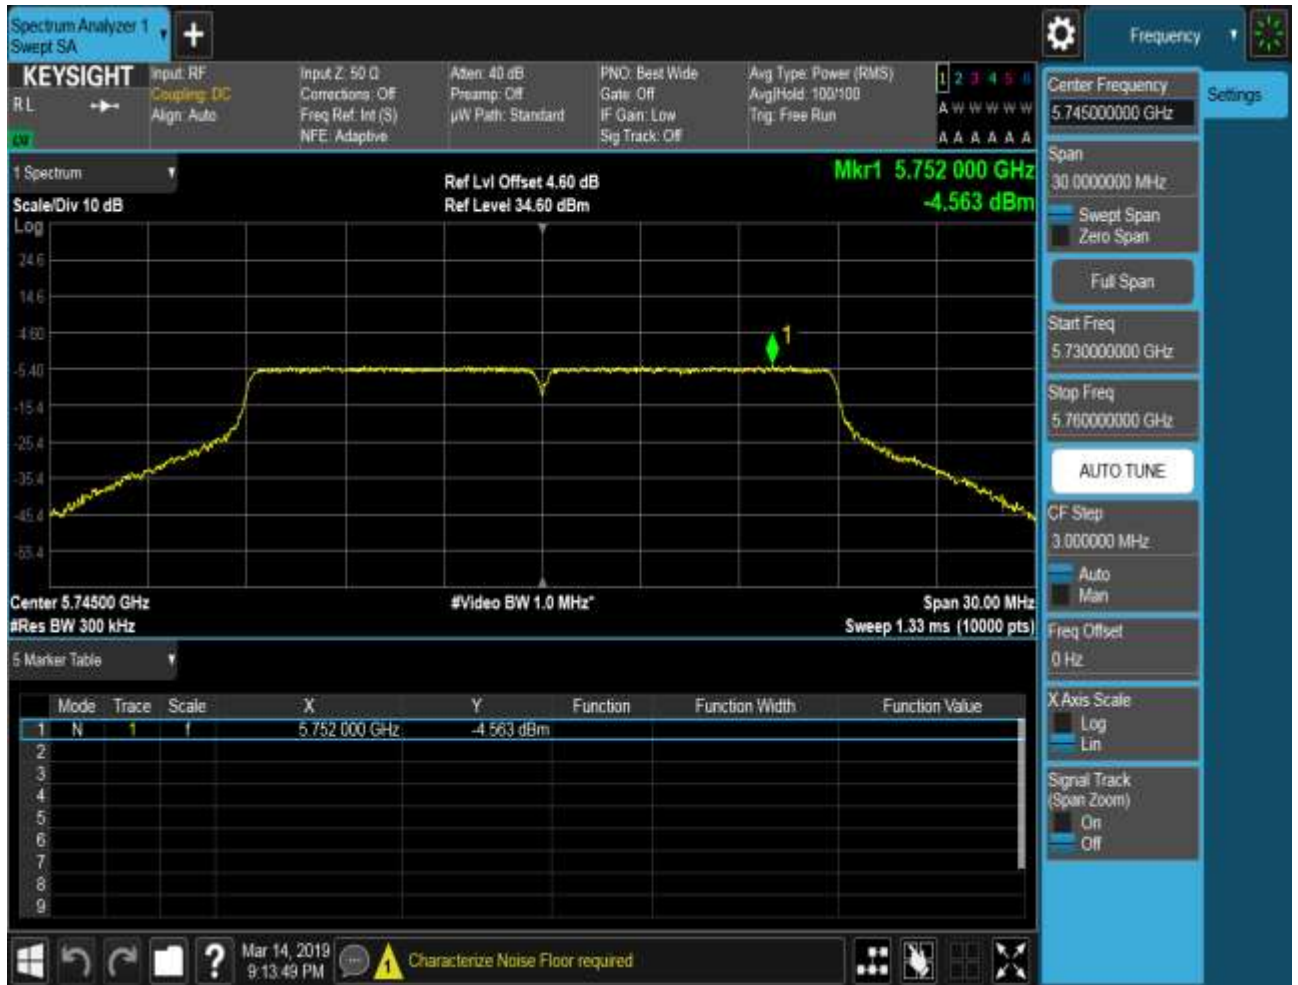 Spectrum Analyzer 1
Swept SA
+
Frequency
KEYSIGHT
RL
Input: RF
Coupling: DC
Align: Auto
Input Z: 50 Ω
Corrections: Off
Freq Ref: Int (S)
NFE: Adaptive
Atten: 40 dB
Preamp: Off
µW Path: Standard
PNO: Best Wide
Gate: Off
IF Gain: Low
Sig Track: Off
Avg Type: Power (RMS)
Avg|Hold: 100/100
Trig: Free Run
1 2 3 4 5 6
A W W W W W
A A A A A A
1 Spectrum
Scale/Div 10 dB
Ref Lvl Offset 4.60 dB
Ref Level 34.60 dBm
Mkr1 5.752 000 GHz
-4.563 dBm
Log
24.6
14.6
4.60
-5.40
-15.4
-25.4
-35.4
-45.4
-55.4
1
Center 5.74500 GHz
#Res BW 300 kHz
#Video BW 1.0 MHz*
Span 30.00 MHz
Sweep 1.33 ms (10000 pts)
5 Marker Table
Mode Trace Scale X Y Function Function Width Function Value
1 N 1 f 5.752 000 GHz -4.563 dBm
2
3
4
5
6
7
8
9
Center Frequency
5.745000000 GHz
Settings
Span
30.0000000 MHz
Swept Span
Zero Span
Full Span
Start Freq
5.730000000 GHz
Stop Freq
5.760000000 GHz
AUTO TUNE
CF Step
3.000000 MHz
Auto
Man
Freq Offset
0 Hz
X Axis Scale
Log
Lin
Signal Track
(Span Zoom)
On
Off
?
Mar 14, 2019
9:13:49 PM
1
Characterize Noise Floor required